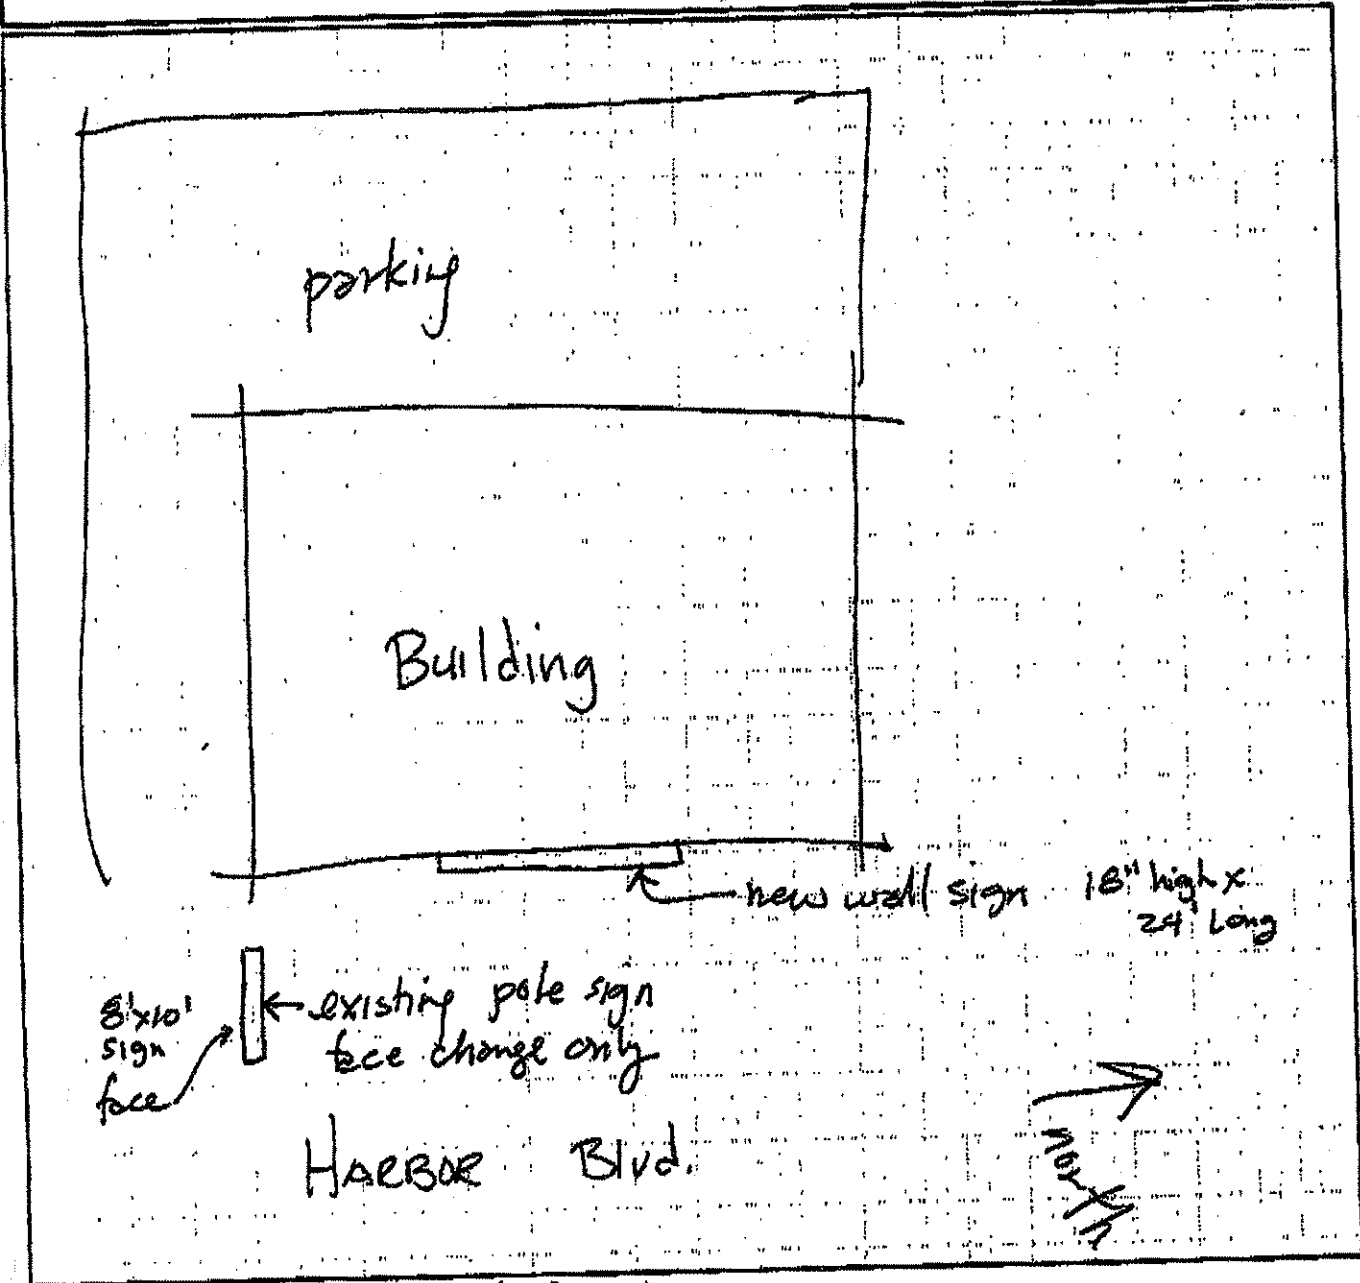 parking
Building
new wall sign 18" high x
24' Long
8'x10'
sign
face
existing pole sign
face change only
HARBOR Blvd.
north